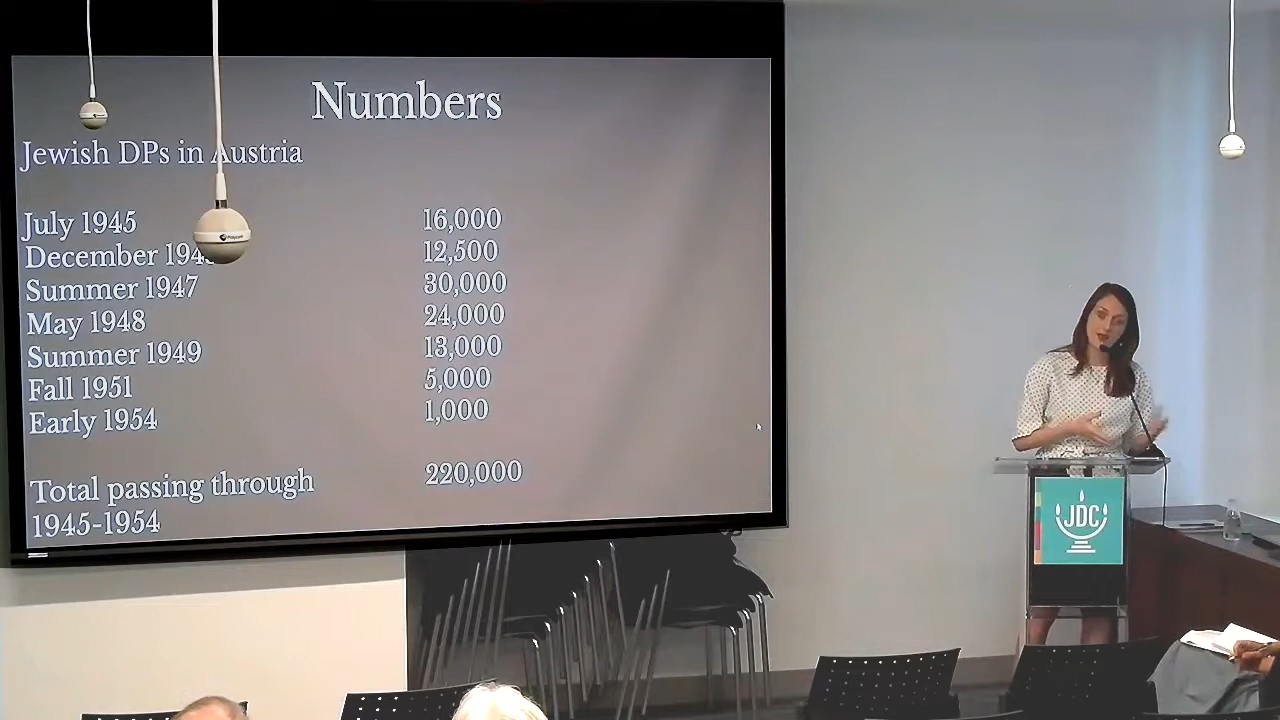 Numbers
Jewish DPs in Austria
July 1945 16,000
December 12,500
Summer 1947 30,000
May 1948 24,000
Summer 1949 13,000
Fall 1951 5,000
Early 1954 1,000
Total passing through 220,000
1945-1954
JDC